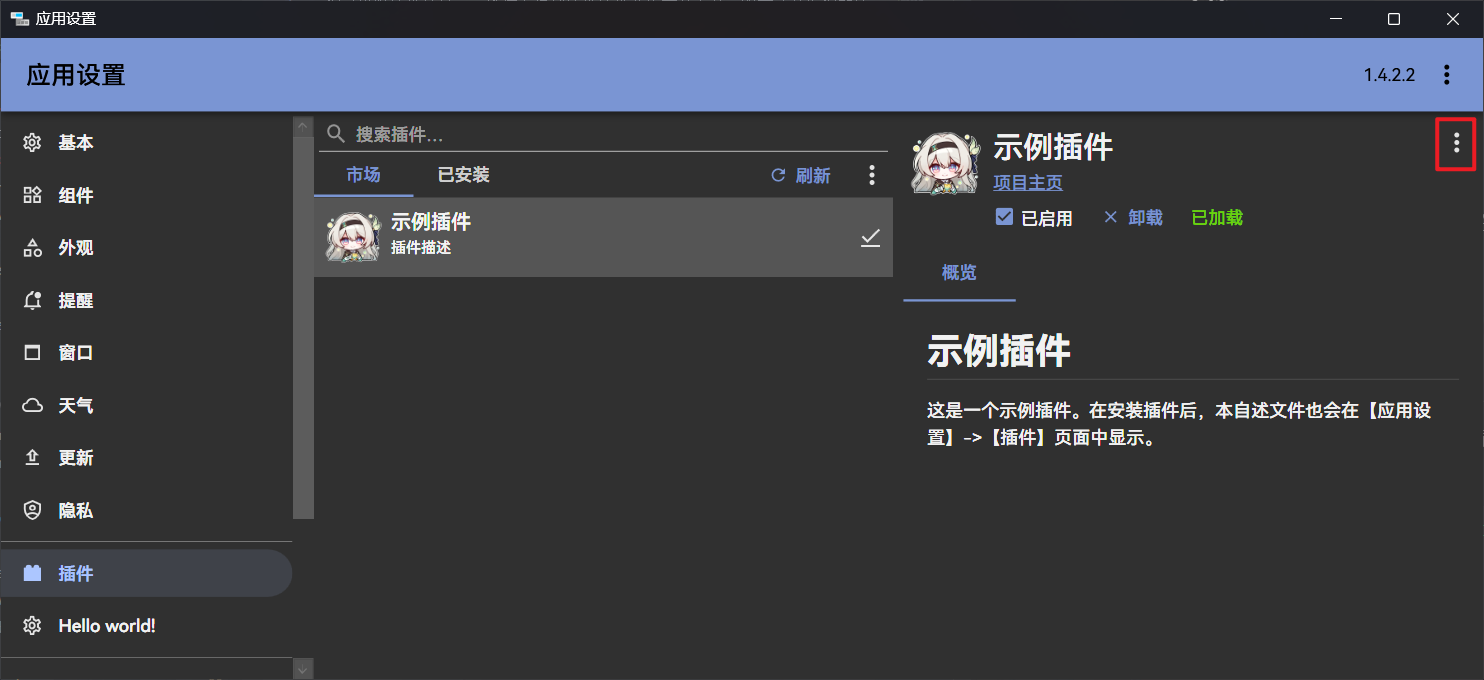 应用设置
应用设置
1.4.2.2
基本
组件
外观
提醒
窗口
天气
更新
隐私
插件
Hello world!
搜索插件...
市场
已安装
刷新
示例插件
插件描述
示例插件
项目主页
已启用
卸载
已加载
概览
示例插件
这是一个示例插件。在安装插件后，本自述文件也会在【应用设
置】->【插件】页面中显示。